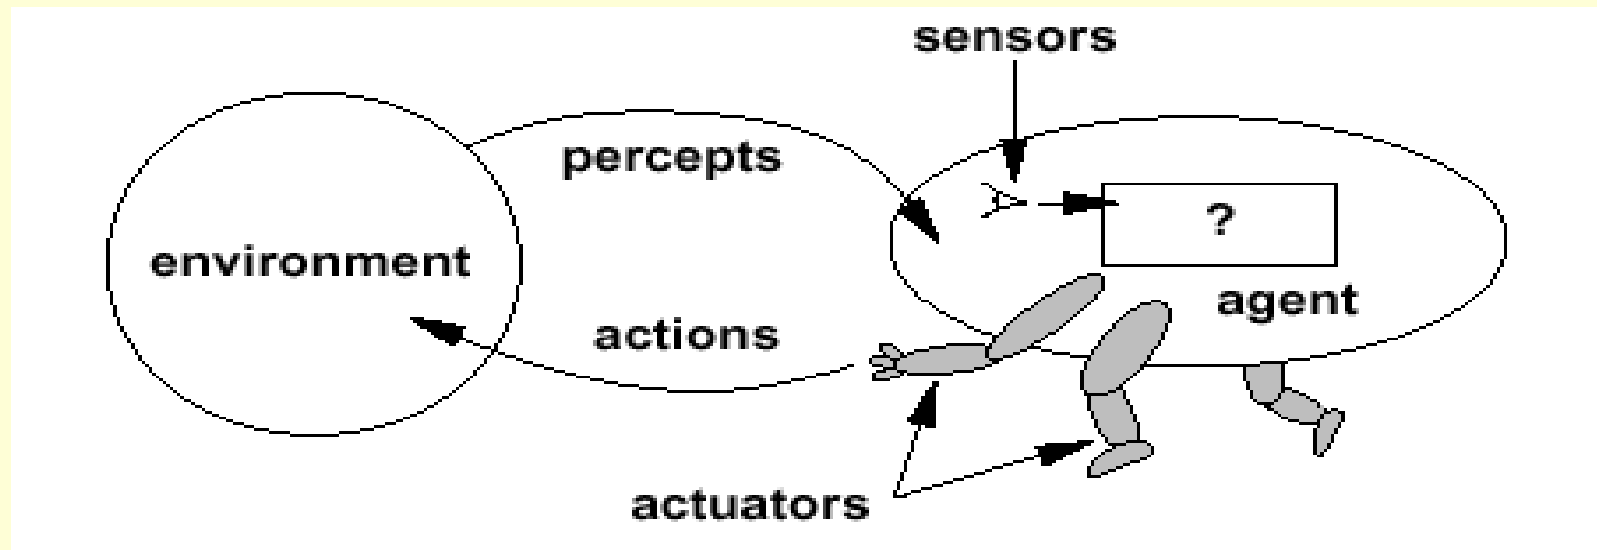 sensors
percepts
?
environment
agent
actions
actuators